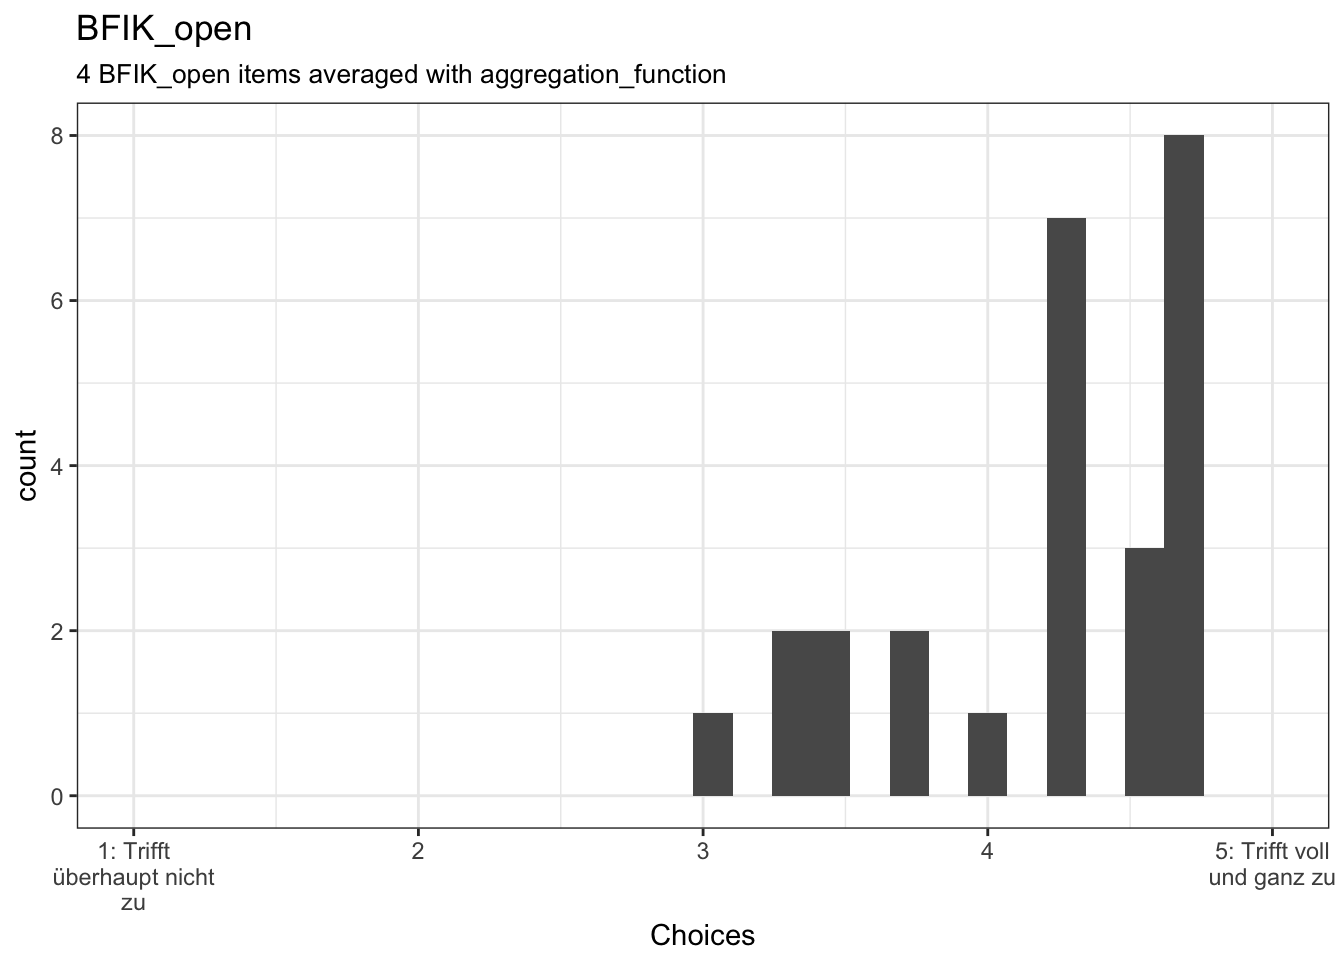 BFIK_open
4 BFIK_open items averaged with aggregation_function
8
6
4
2
0
count
1: Trifft
überhaupt nicht
zu
2
3
4
5: Trifft voll
und ganz zu
Choices